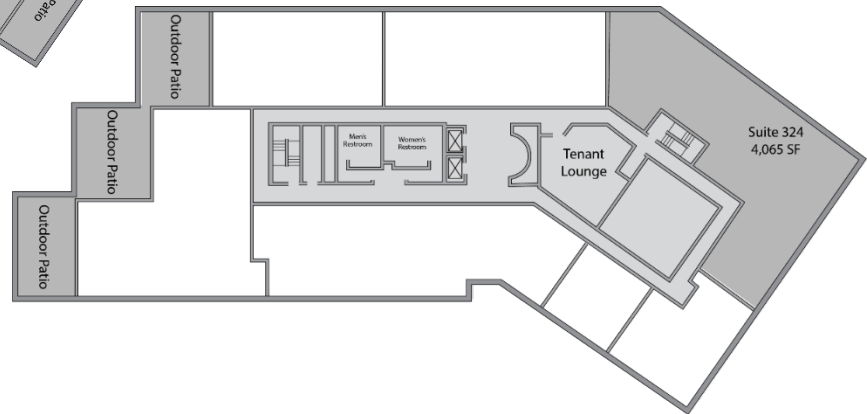 Patio
Outdoor Patio
Outdoor Patio
Outdoor Patio
Men's
Restroom
Women's
Restroom
Tenant
Lounge
Suite 324
4,065 SF